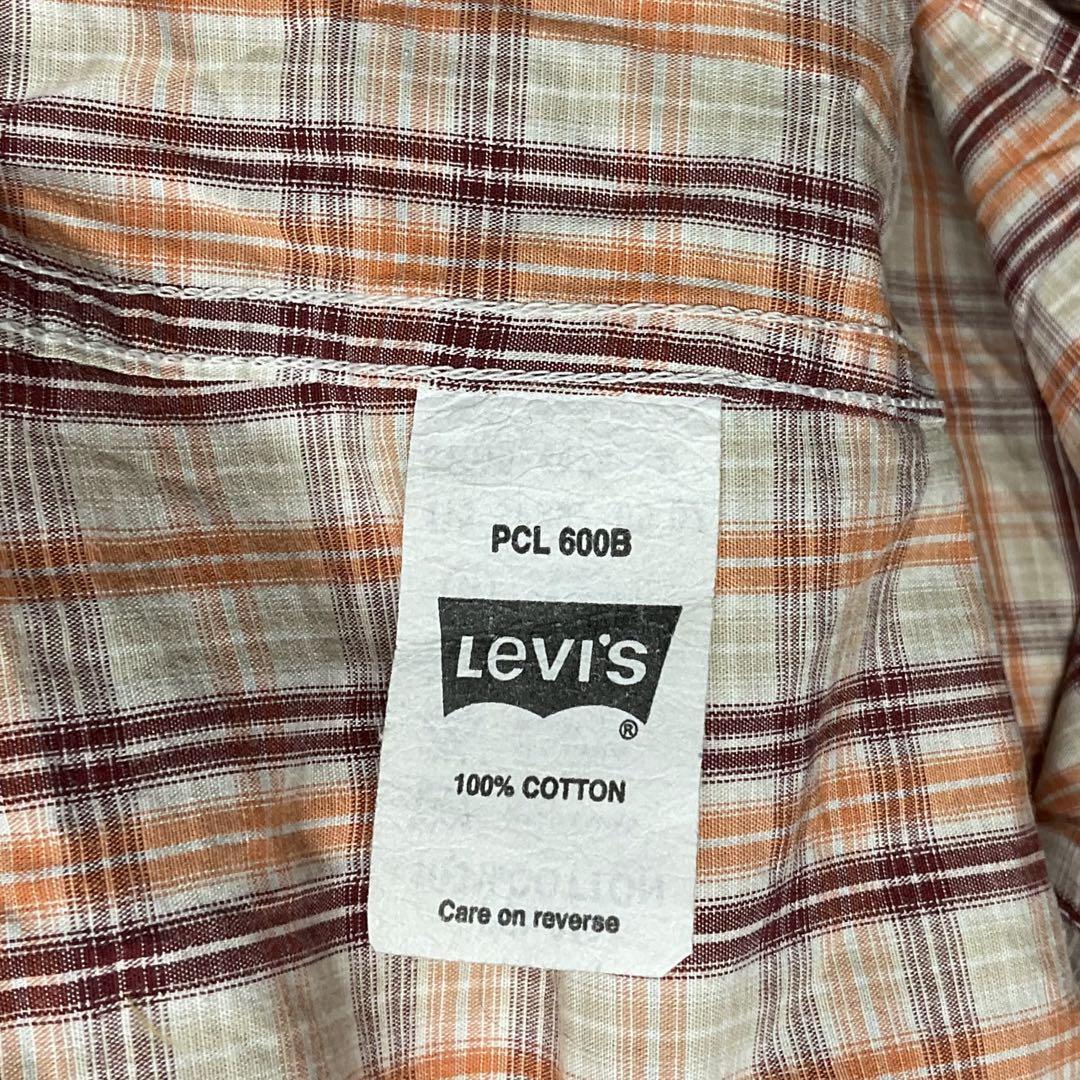 PCL 600B
LEVI'S
®
100% COTTON
Care on reverse